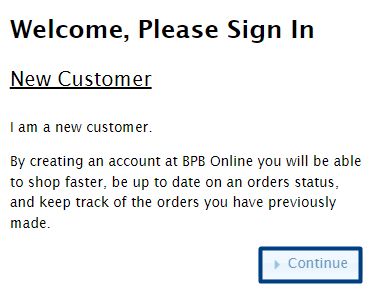 Welcome, Please Sign In
New Customer
I am a new customer.
By creating an account at BPB Online you will be able
to shop faster, be up to date on an orders status,
and keep track of the orders you have previously
made.
Continue